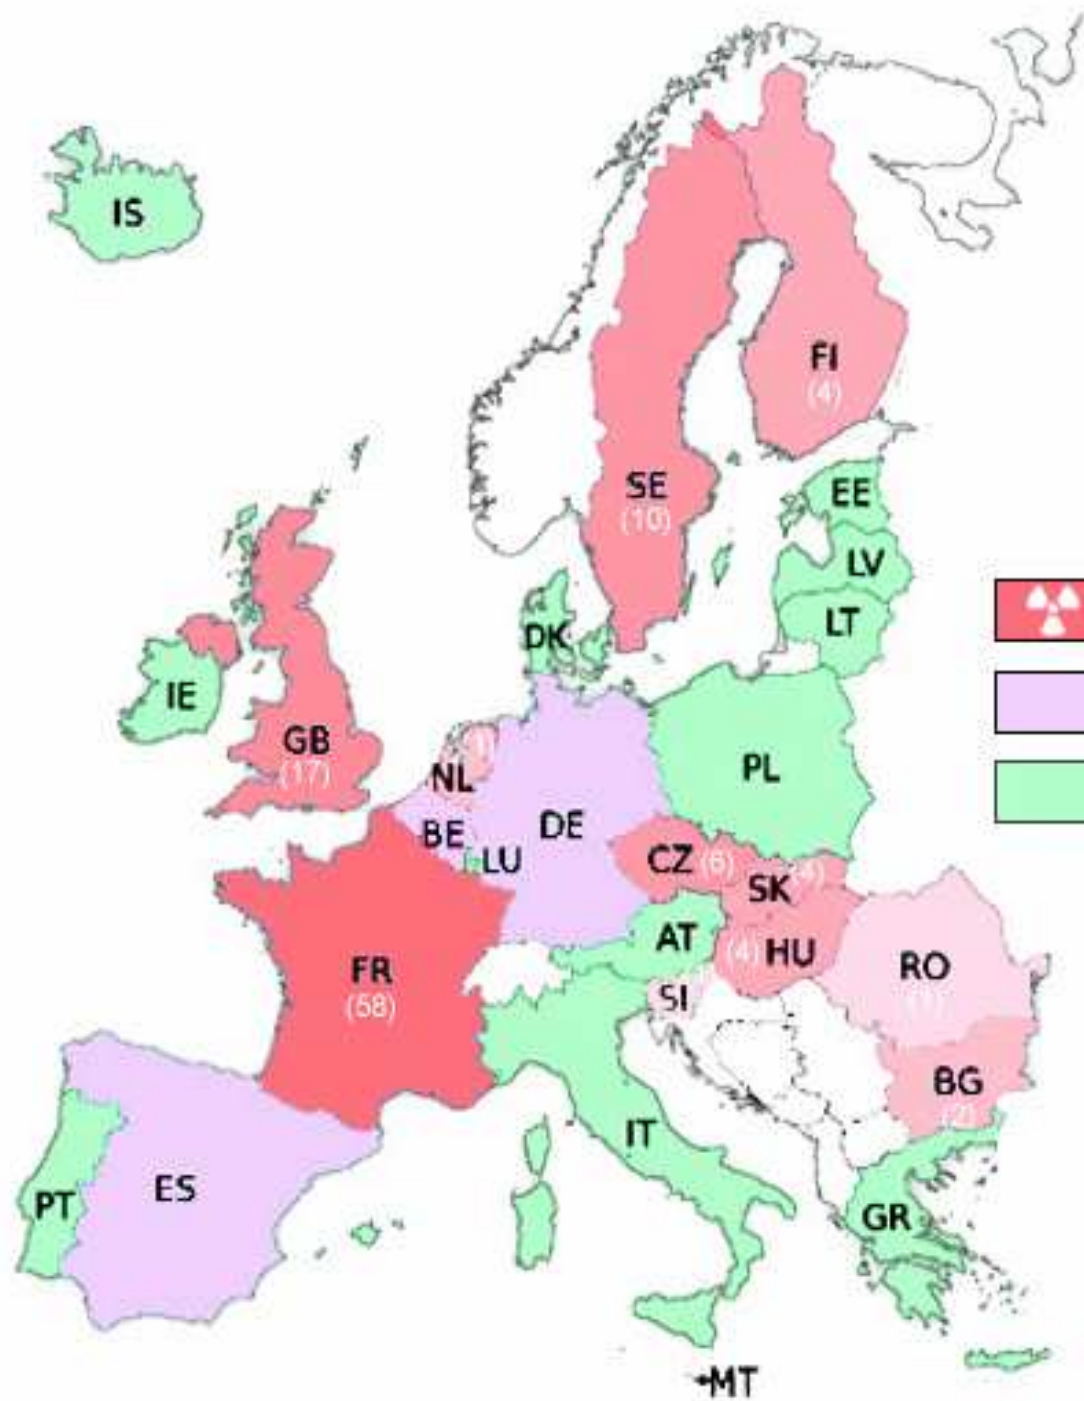 IS
FI
(4)
SE
(10)
EE
LV
LT
DK
IE
GB
(17)
NL
PL
DE
BE
LU
CZ (6)
SK (4)
AT
(4) HU
FR
(58)
RO
SI
BG
(2)
IT
ES
PT
GR
MT